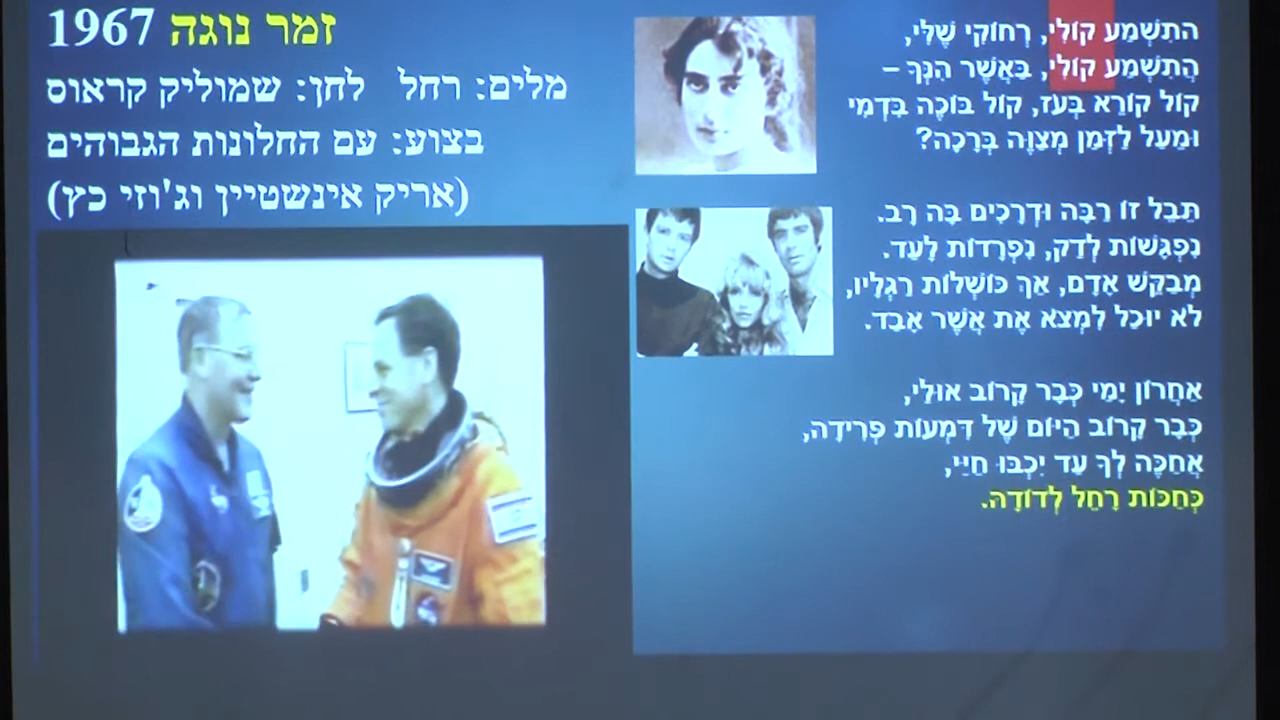 זמר נוגה 1967
מלים: רחל לחן: שמוליק קראוס
בצוע: עם החלונות הגבוהים
(אריק אינשטיין וג'וזי כץ)
התִשְׁמַע קוֹלִי, רְחוֹקִי שֶׁלִּי,
הֲתִשְׁמַע קוֹלִי, בַּאֲשֶׁר הִנְּךָ –
קוֹל קוֹרֵא בְּעֹז, קוֹל בּוֹכֶה בִּדְמִי
וּמֵעַל לַזְּמַן מְצַוֶּה בְּרָכָה?
תֵּבֵל זוֹ רַבָּה וּדְרָכִים בָּהּ רָב.
נִפְגָּשׁוֹת לְדַק, נִפְרָדוֹת לָעַד.
מְבַקֵּשׁ אָדָם, אַךְ כּוֹשְׁלוֹת רַגְלָיו,
לֹא יוּכַל לִמְצֹא אֶת אֲשֶׁר אָבַד.
אַחֲרוֹן יָמַי כְּבָר קָרוֹב אוּלַי,
כְּבָר קָרוֹב הַיּוֹם שֶׁל דִּמְעוֹת פְּרִידָה,
אֲחַכֶּה לְךָ עַד יִכְבּוּ חַיַּי,
כְּחַכּוֹת רָחֵל לְדוֹדָהּ.